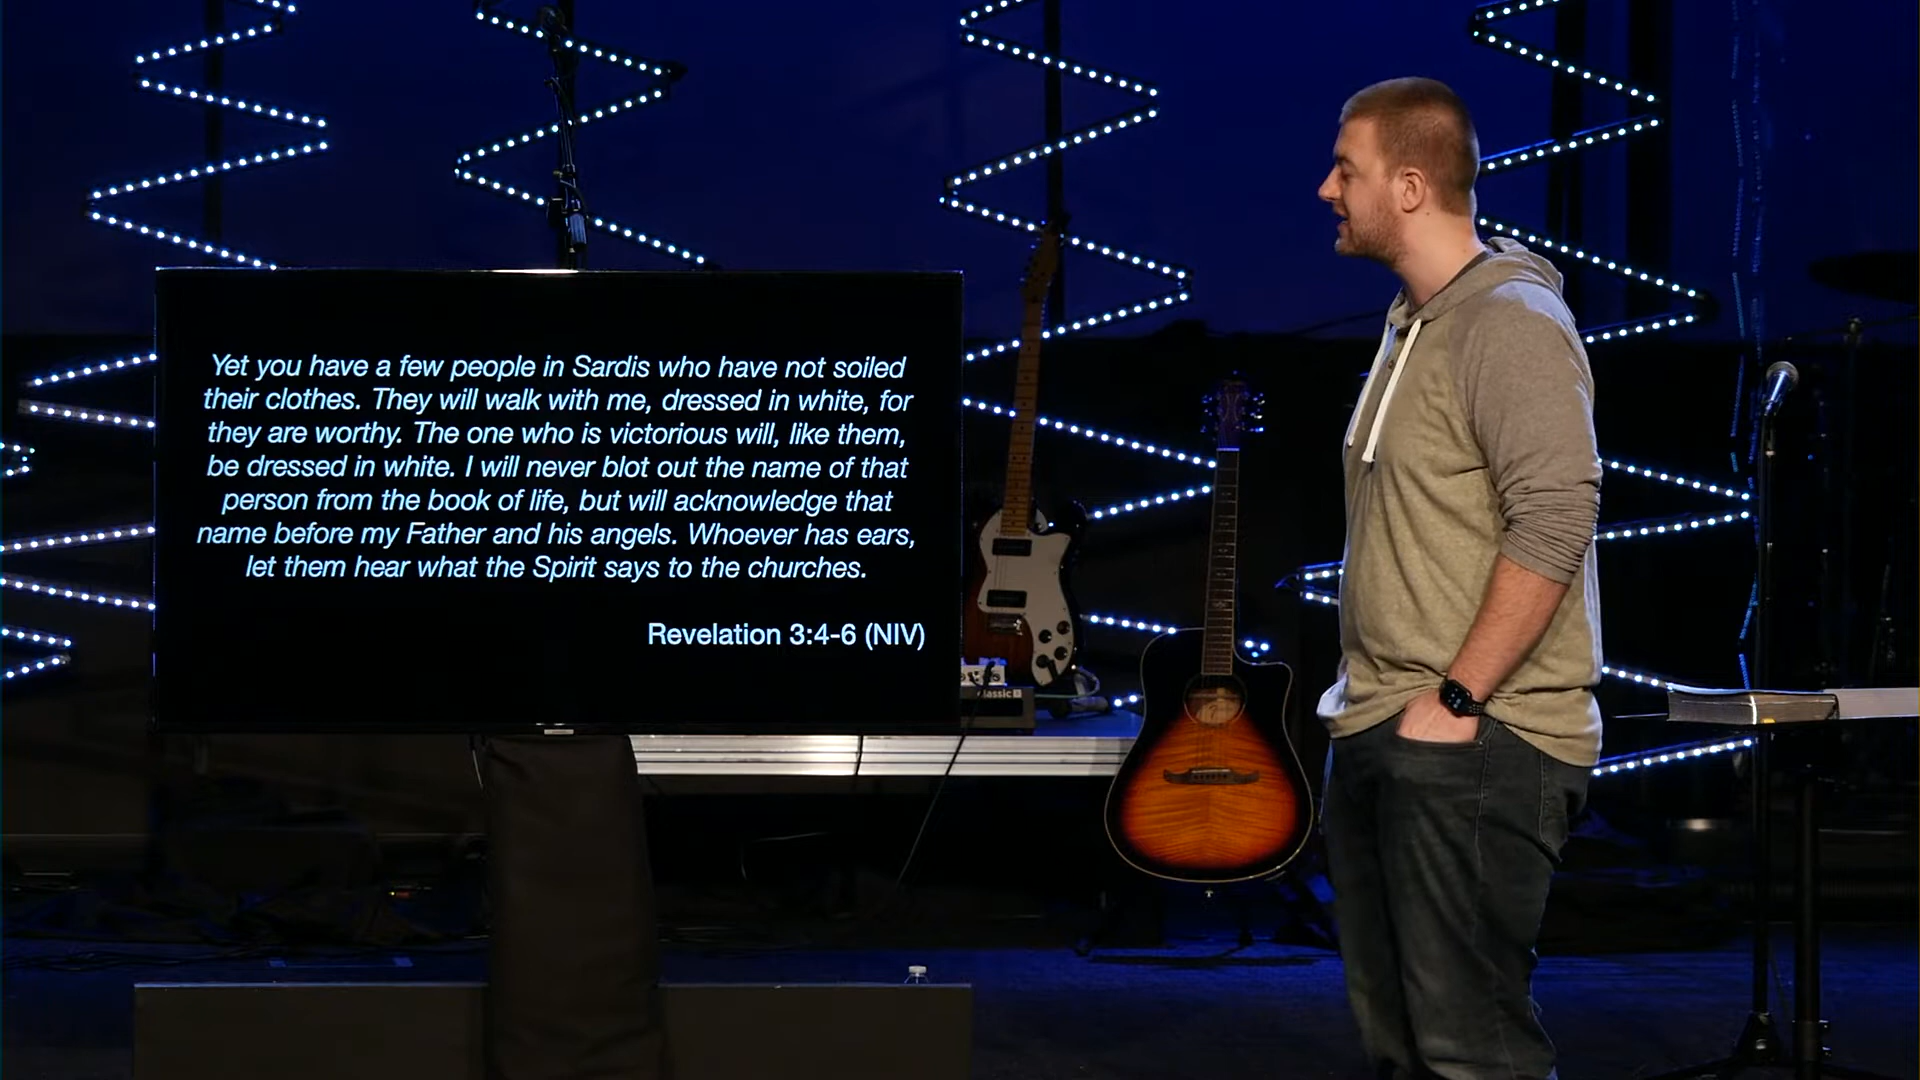 Yet you have a few people in Sardis who have not soiled
their clothes. They will walk with me, dressed in white, for
they are worthy. The one who is victorious will, like them,
be dressed in white. I will never blot out the name of that
person from the book of life, but will acknowledge that
name before my Father and his angels. Whoever has ears,
let them hear what the Spirit says to the churches.
Revelation 3:4-6 (NIV)
classic